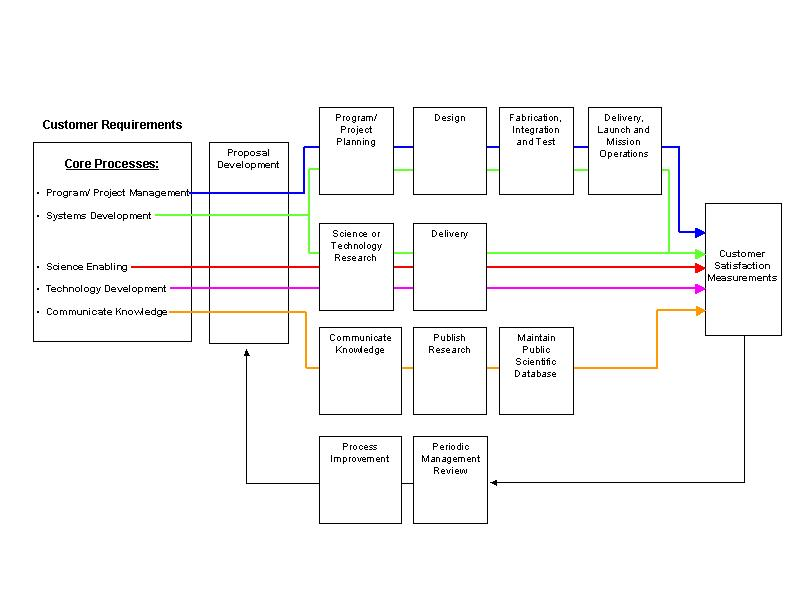 Customer Requirements
Core Processes:
• Program/ Project Management
• Systems Development
• Science Enabling
• Technology Development
• Communicate Knowledge
Proposal
Development
Program/
Project
Planning
Design
Fabrication,
Integration
and Test
Delivery,
Launch and
Mission
Operations
Science or
Technology
Research
Delivery
Customer
Satisfaction
Measurements
Communicate
Knowledge
Publish
Research
Maintain
Public
Scientific
Database
Process
Improvement
Periodic
Management
Review